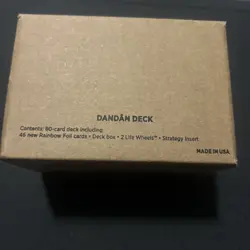 DANDÂN DECK
Contents: 80-card deck including:
46 new Rainbow Foil cards • Deck box • 2 Life Wheels™ • Strategy Insert
MADE IN USA